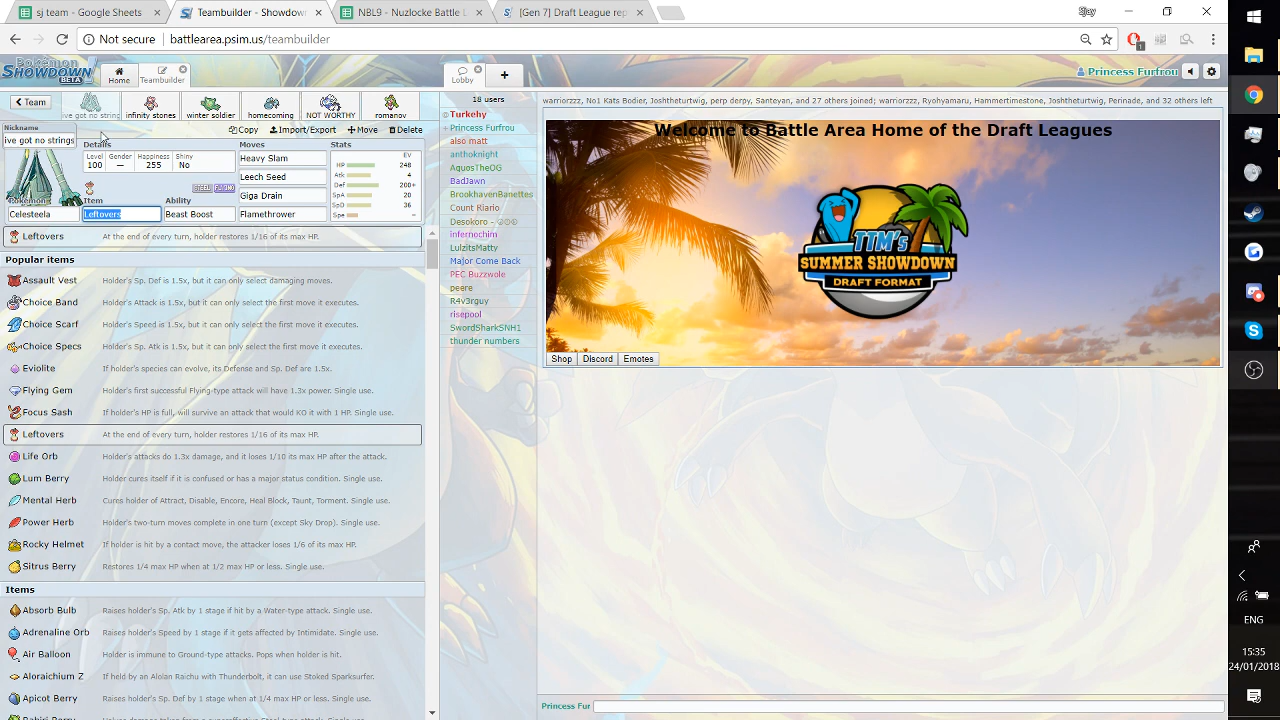 sj team - Google Sheets
Teambuilder - Showdown
NBL9 - Nuzlocke Battle L
[Gen 7] Draft League rep
SJay
Not secure
battlearea.psim.us/teambuilder
Pokémon
SHOWDOWN
BETA
Home
Teambuilder
Lobby
Princess Furfrou
Team
ive got no string
infinity stones
winter soldier
homecoming
NOT WORTHY
romanov
Nickname
ive got no strings
Copy
Import/Export
Move
Delete
Details
Level
100
Gender
—
Happiness
255
Shiny
No
Moves
Heavy Slam
Leech Seed
Giga Drain
Flamethrower
Stats
EV
HP 248
Atk 4
Def 200+
SpA 20
SpD 36
Spe –
STEEL FLYING
Pokémon
Celesteela
Item
Leftovers
Ability
Beast Boost
Leftovers At the end of every turn, holder restores 1/16 of its max HP.
Popular items
Assault Vest Holder's Sp. Def is 1.5x, but it can only select damaging moves.
Choice Band Holder's Attack is 1.5x, but it can only select the first move it executes.
Choice Scarf Holder's Speed is 1.5x, but it can only select the first move it executes.
Choice Specs Holder's Sp. Atk is 1.5x, but it can only select the first move it executes.
Eviolite If holder's species can evolve, its Defense and Sp. Def are 1.5x.
Flying Gem Holder's first successful Flying-type attack will have 1.3x power. Single use.
Focus Sash If holder's HP is full, will survive an attack that would KO it with 1 HP. Single use.
Leftovers At the end of every turn, holder restores 1/16 of its max HP.
Life Orb Holder's attacks do 1.3x damage, and it loses 1/10 its max HP after the attack.
Lum Berry Holder cures itself if it is confused or has a major status condition. Single use.
Mental Herb Cures holder of Attract, Disable, Encore, Heal Block, Taunt, Torment. Single use.
Power Herb Holder's two-turn moves complete in one turn (except Sky Drop). Single use.
Rocky Helmet If holder is hit by a contact move, the attacker loses 1/6 of its max HP.
Sitrus Berry Restores 1/4 max HP when at 1/2 max HP or less. Single use.
Items
Absorb Bulb Raises holder's Sp. Atk by 1 stage if hit by a Water-type attack. Single use.
Adrenaline Orb Raises holder's Speed by 1 stage if it gets affected by Intimidate. Single use.
Air Balloon Holder is immune to Ground-type attacks. Pops when holder is hit.
Aloraichium Z If held by an Alolan Raichu with Thunderbolt, it can use Stoked Sparksurfer.
Apicot Berry Raises holder's Sp. Def by 1 stage when at 1/4 max HP or less. Single use.
18 users
Turkehy
+ Princess Furfrou
also matt
anthoknight
AquosTheOG
BadJawn
BrookhavenBanettes
Count Riario
Desokoro -
infernochim
LulzitsMatty
Major Come Back
PEC Buzzwole
peere
R4v3rguy
risepool
SwordSharkSNH1
thunder numbers
warriorzzz, No1 Kats Bodier, Joshtheturtwig, perp derpy, Santeyan, and 27 others joined; warriorzzz, Ryohyamaru, Hammertimestone, Joshtheturtwig, Perinade, and 32 others left
Welcome to Battle Area Home of the Draft Leagues
TTM's
SUMMER SHOWDOWN
DRAFT FORMAT
Shop
Discord
Emotes
Princess Fur
ENG
15:35
24/01/2018